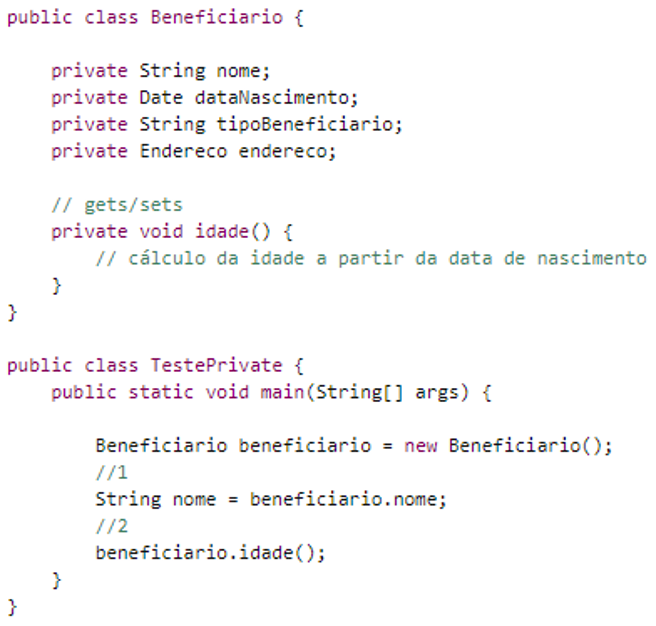 public class Beneficiario {
private String nome;
private Date dataNascimento;
private String tipoBeneficiario;
private Endereco endereco;
// gets/sets
private void idade() {
// cálculo da idade a partir da data de nascimento
}
}
public class TestePrivate {
public static void main(String[] args) {
Beneficiario beneficiario = new Beneficiario();
//1
String nome = beneficiario.nome;
//2
beneficiario.idade();
}
}